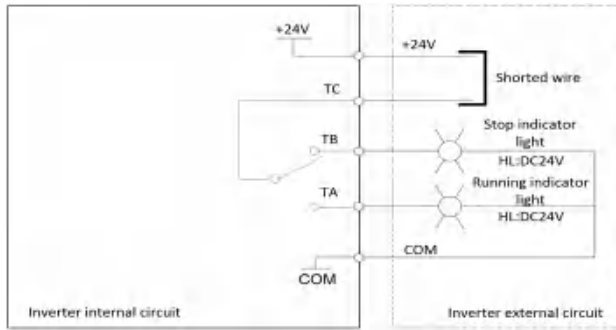 +24V
+24V
TC
Shorted wire
TB
Stop indicator
light
HL:DC24V
TA
Running indicator
light
HL:DC24V
COM
COM
Inverter internal circuit
Inverter external circuit